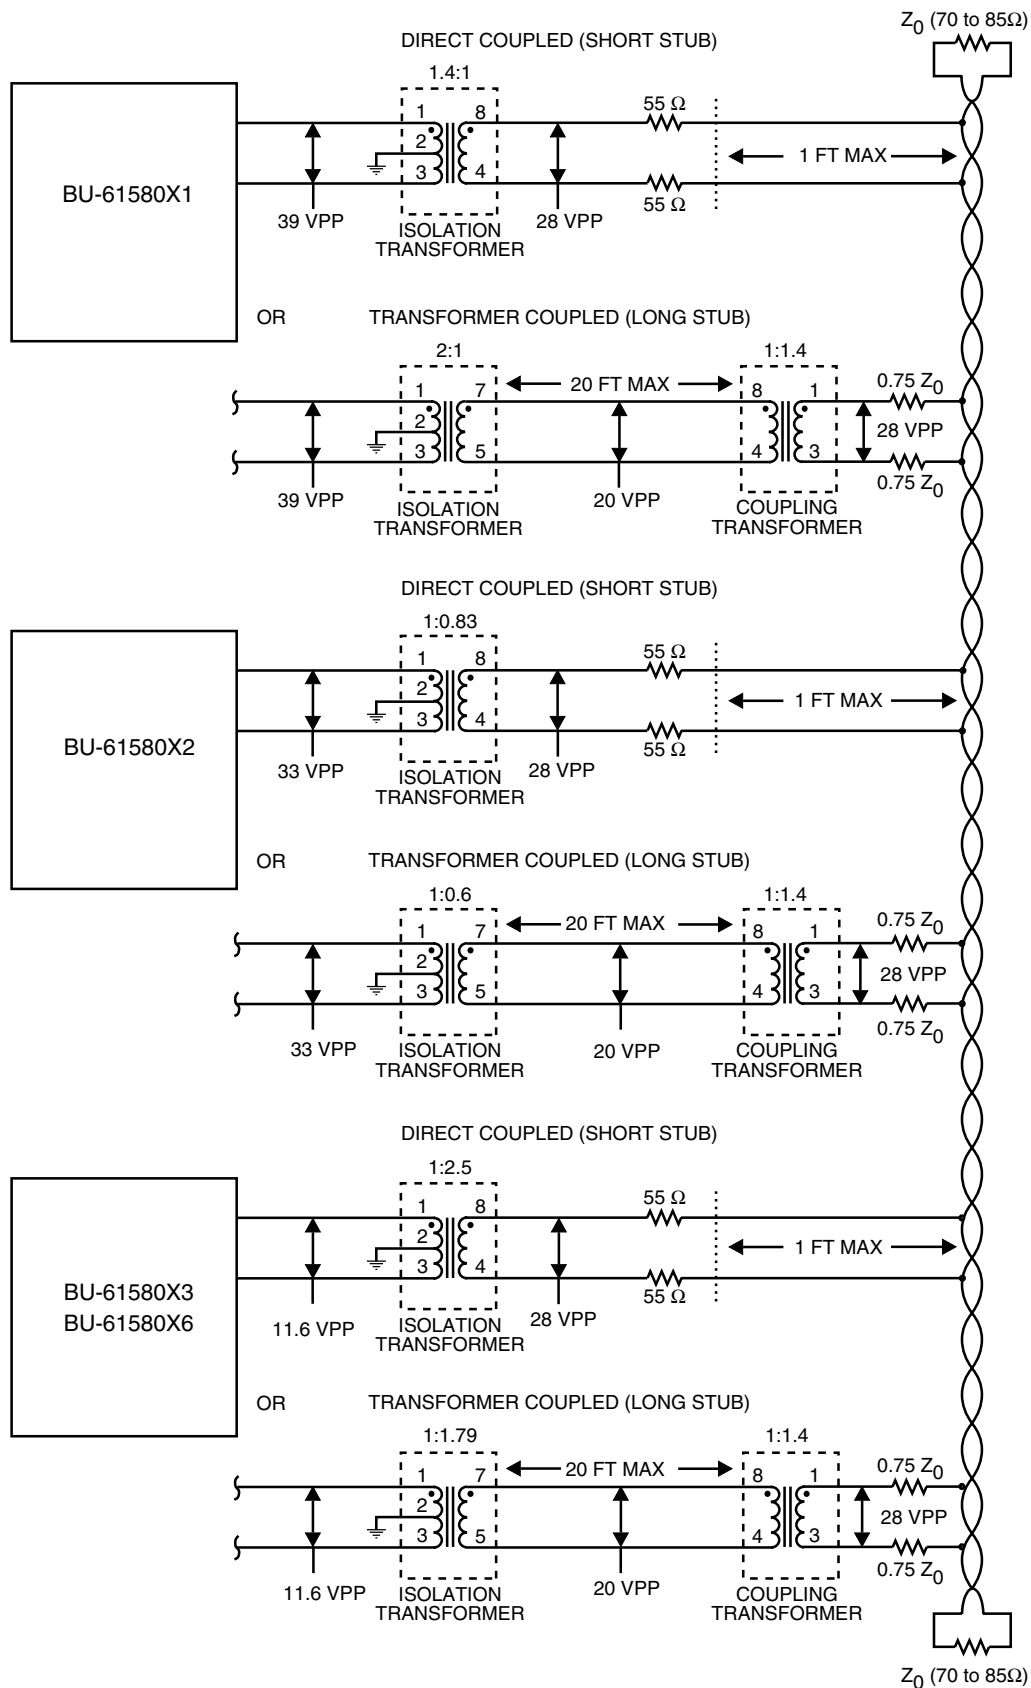 Z0 (70 to 85Ω)
DIRECT COUPLED (SHORT STUB)
1.4:1
55 Ω
1
8
2
3
4
1 FT MAX
BU-61580X1
39 VPP
28 VPP
55 Ω
ISOLATION
TRANSFORMER
OR
TRANSFORMER COUPLED (LONG STUB)
2:1
1:1.4
20 FT MAX
0.75 Z0
1
7
8
1
2
28 VPP
3
5
4
3
0.75 Z0
39 VPP
20 VPP
ISOLATION
TRANSFORMER
COUPLING
TRANSFORMER
DIRECT COUPLED (SHORT STUB)
1:0.83
55 Ω
1
8
2
3
4
1 FT MAX
BU-61580X2
33 VPP
28 VPP
55 Ω
ISOLATION
TRANSFORMER
OR
TRANSFORMER COUPLED (LONG STUB)
1:0.6
1:1.4
20 FT MAX
0.75 Z0
1
7
8
1
2
28 VPP
3
5
4
3
0.75 Z0
33 VPP
20 VPP
ISOLATION
TRANSFORMER
COUPLING
TRANSFORMER
DIRECT COUPLED (SHORT STUB)
1:2.5
55 Ω
1
8
2
3
4
1 FT MAX
BU-61580X3
BU-61580X6
11.6 VPP
28 VPP
55 Ω
ISOLATION
TRANSFORMER
OR
TRANSFORMER COUPLED (LONG STUB)
1:1.79
1:1.4
20 FT MAX
0.75 Z0
1
7
8
1
2
28 VPP
3
5
4
3
0.75 Z0
11.6 VPP
20 VPP
ISOLATION
TRANSFORMER
COUPLING
TRANSFORMER
Z0 (70 to 85Ω)